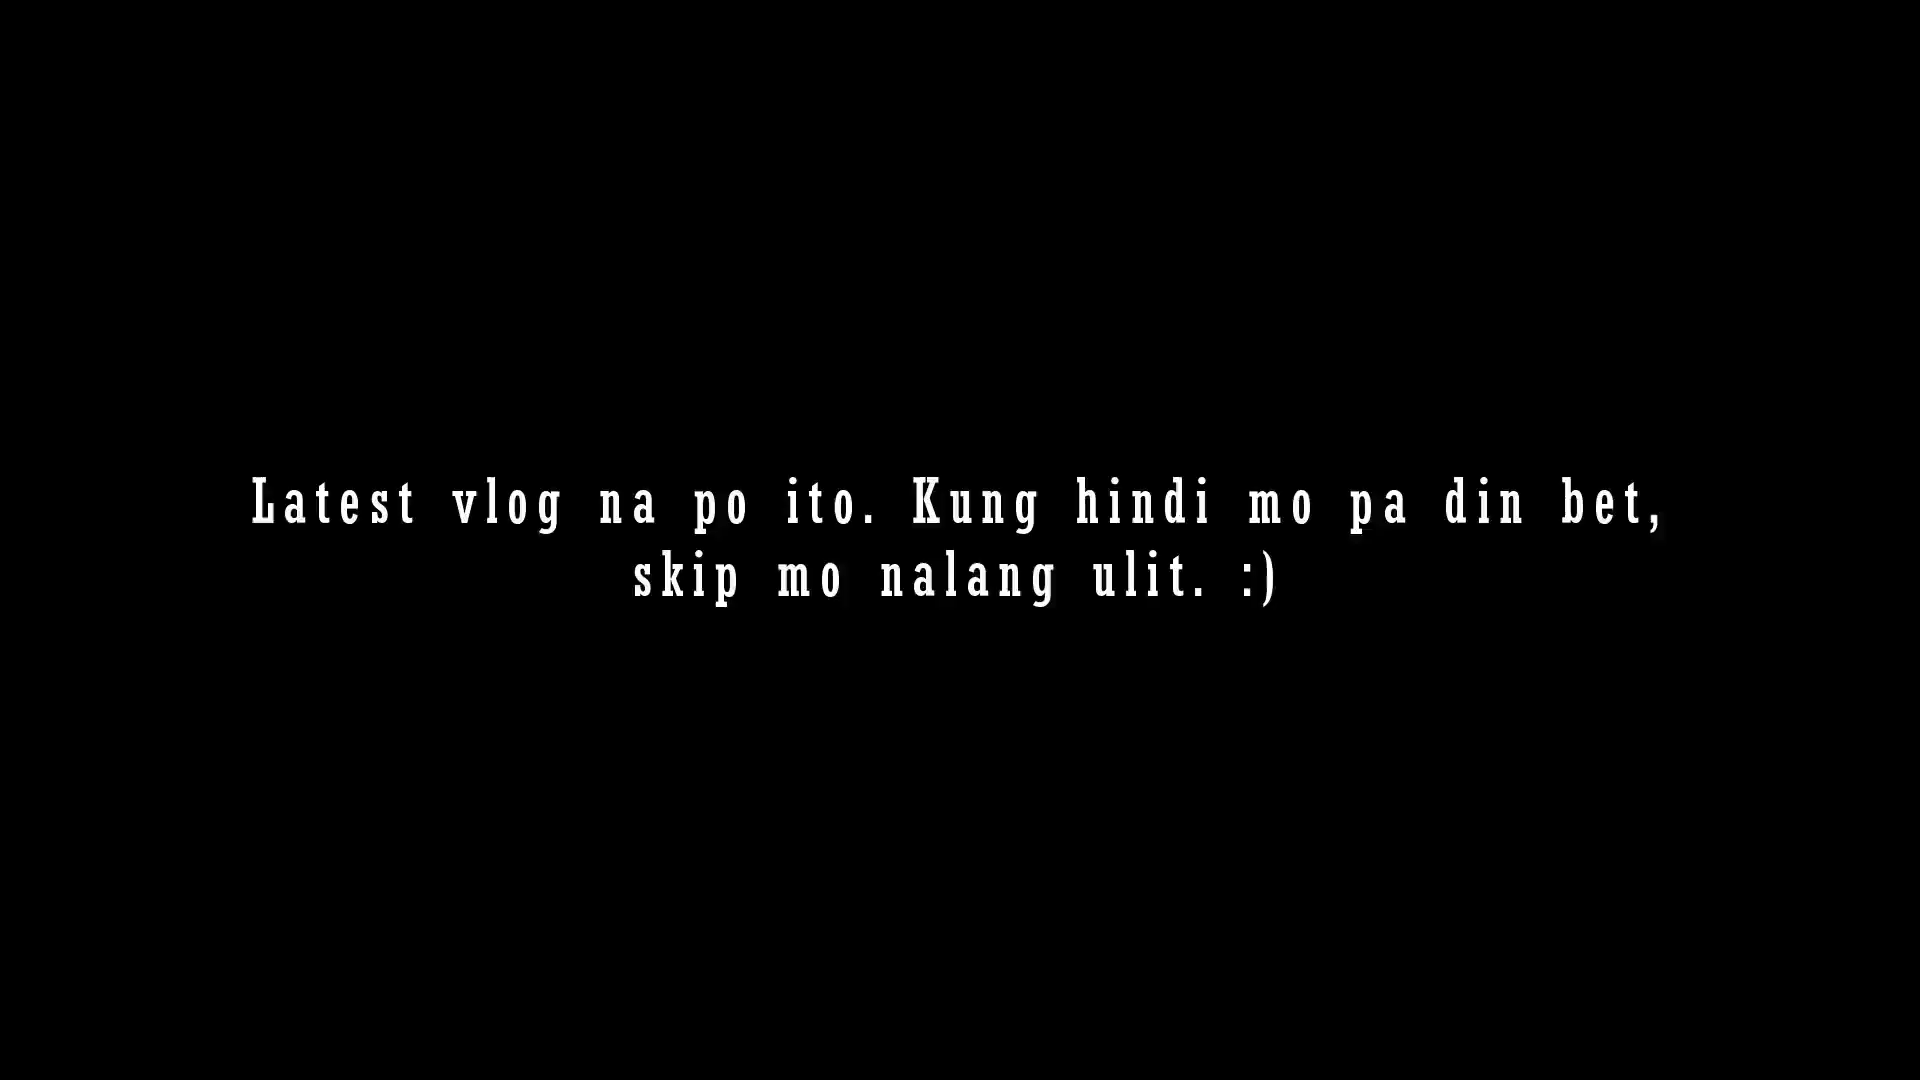 Latest vlog na po ito. Kung hindi mo pa din bet,
skip mo nalang ulit. :)